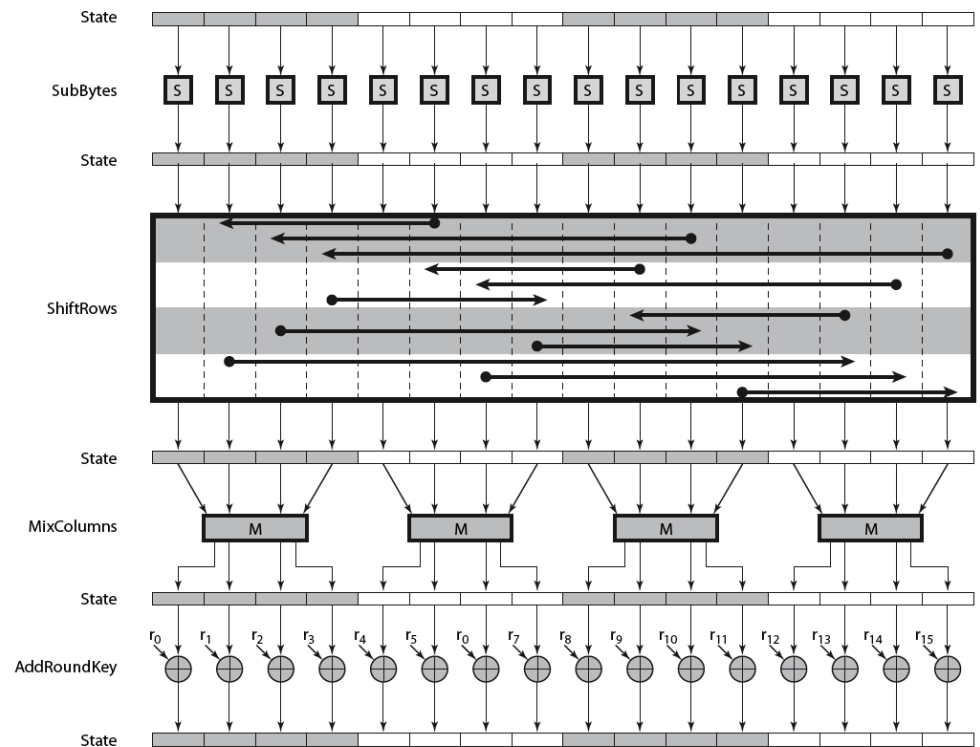 State
SubBytes S S S S S S S S S S S S S S S S
State
ShiftRows
State
MixColumns M M M M
State
r0 r1 r2 r3 r4 r5 r0 r7 r8 r9 r10 r11 r12 r13 r14 r15
AddRoundKey
State